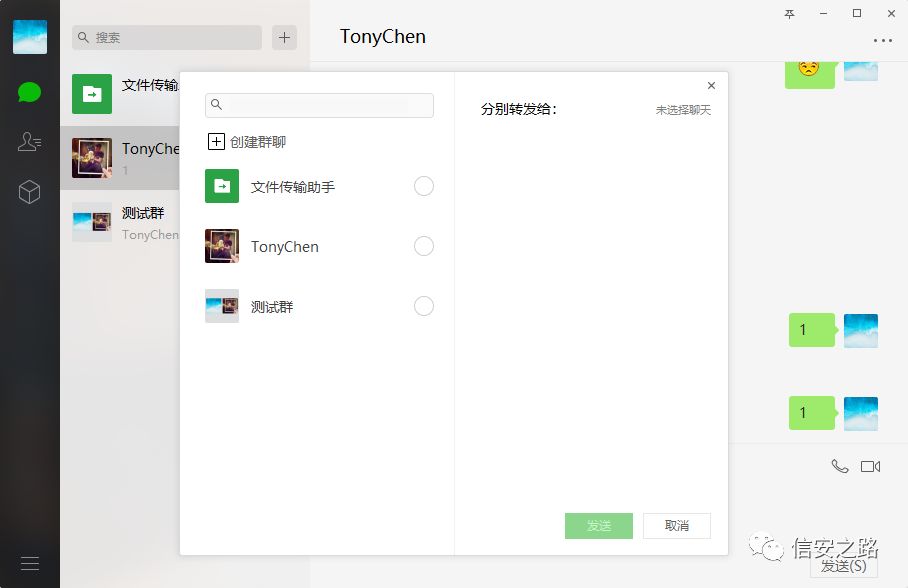 搜索
TonyChen
文件传输
TonyChe
1
测试群
TonyChen
创建群聊
文件传输助手
TonyChen
测试群
分别转发给：
未选择聊天
发送
取消
1
1
信安之路
发送(S)